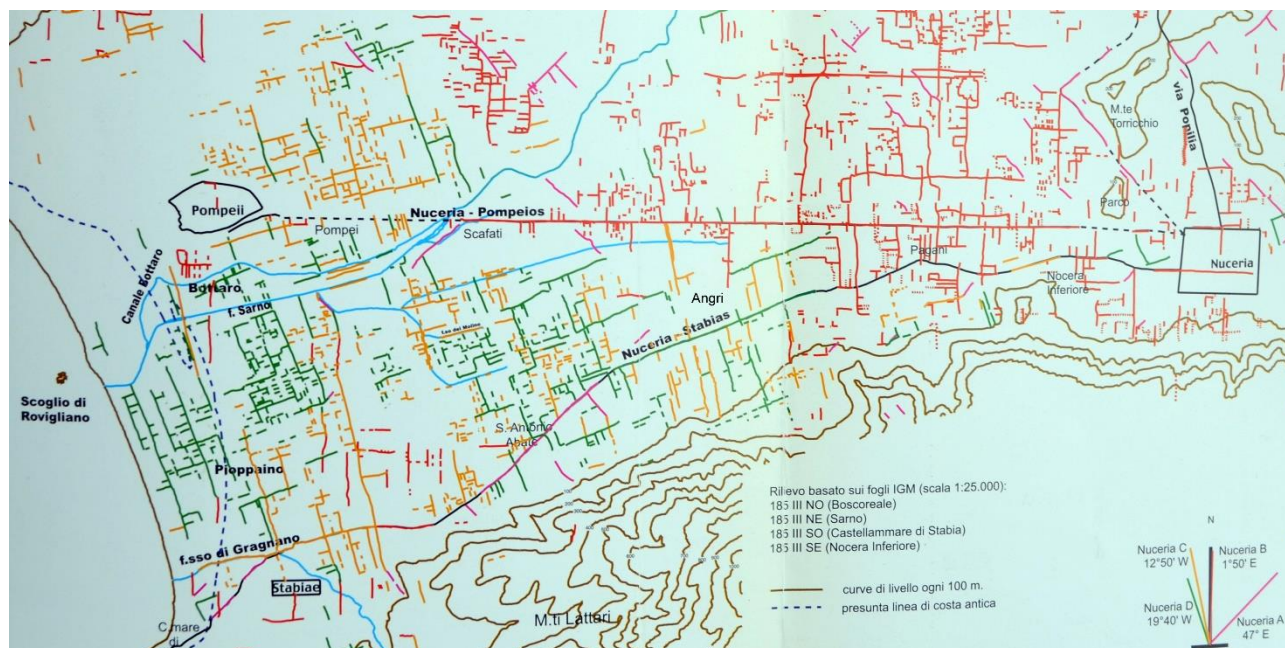 Pompeii
Pompei
Nuceria - Pompeios
Scafati
M.te
Torricchio
via Popilia
Parco
Pagani
Nuceria
Nocera
Inferiore
Canale Bottaro
Bottaro
f. Sarno
Angri
Nuceria - Stabias
Scoglio di
Rovigliano
S. Antonio
Abate
Pioppaino
f.sso di Gragnano
Stabiae
C.mare
di
M.ti Lattari
Rilievo basato sui fogli IGM (scala 1:25.000):
185 III NO (Boscoreale)
185 III NE (Sarno)
185 III SO (Castellammare di Stabia)
185 III SE (Nocera Inferiore)
curve di livello ogni 100 m.
presunta linea di costa antica
N
Nuceria C
12°50' W
Nuceria B
1°50' E
Nuceria D
19°40' W
Nuceria A
47° E